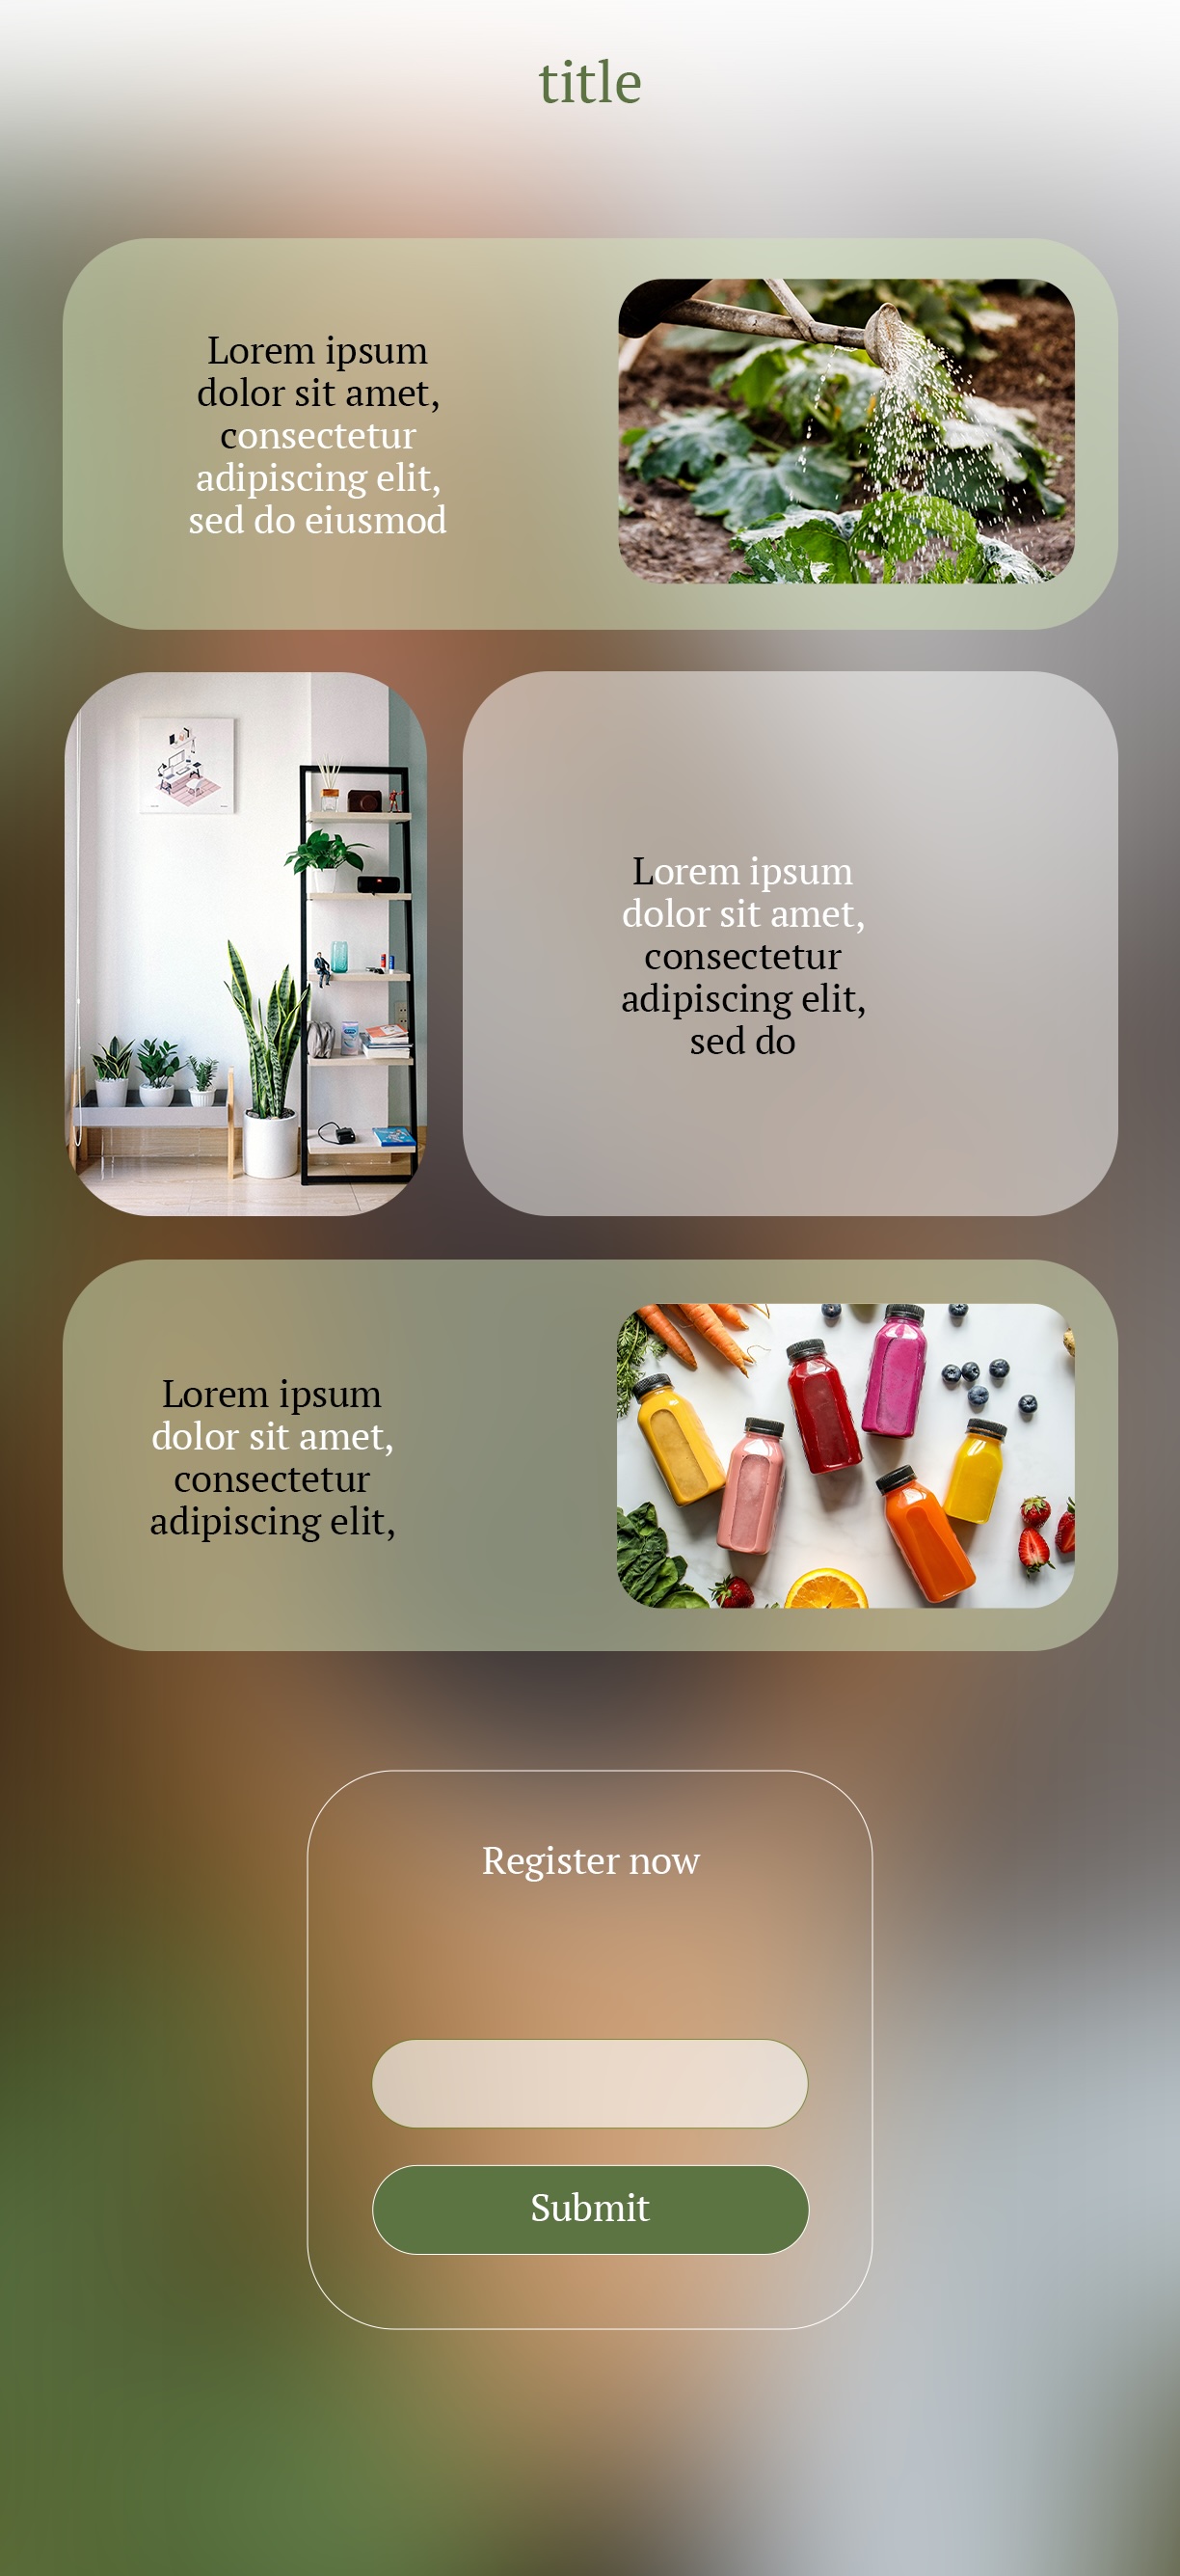 title
Lorem ipsum
dolor sit amet,
consectetur
adipiscing elit,
sed do eiusmod
Lorem ipsum
dolor sit amet,
consectetur
adipiscing elit,
sed do
Lorem ipsum
dolor sit amet,
consectetur
adipiscing elit,
Register now
Submit